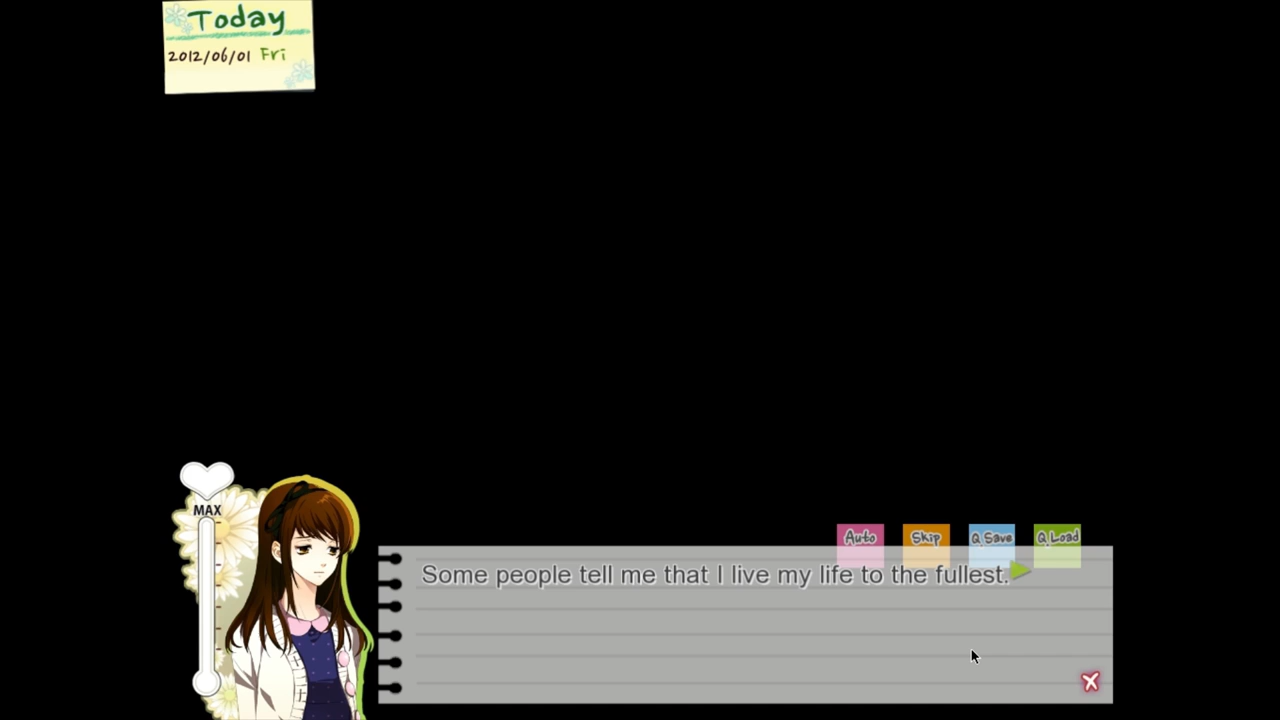 Today
2012/06/01 Fri
MAX
Auto
Skip
Q Save
Q Load
Some people tell me that I live my life to the fullest.